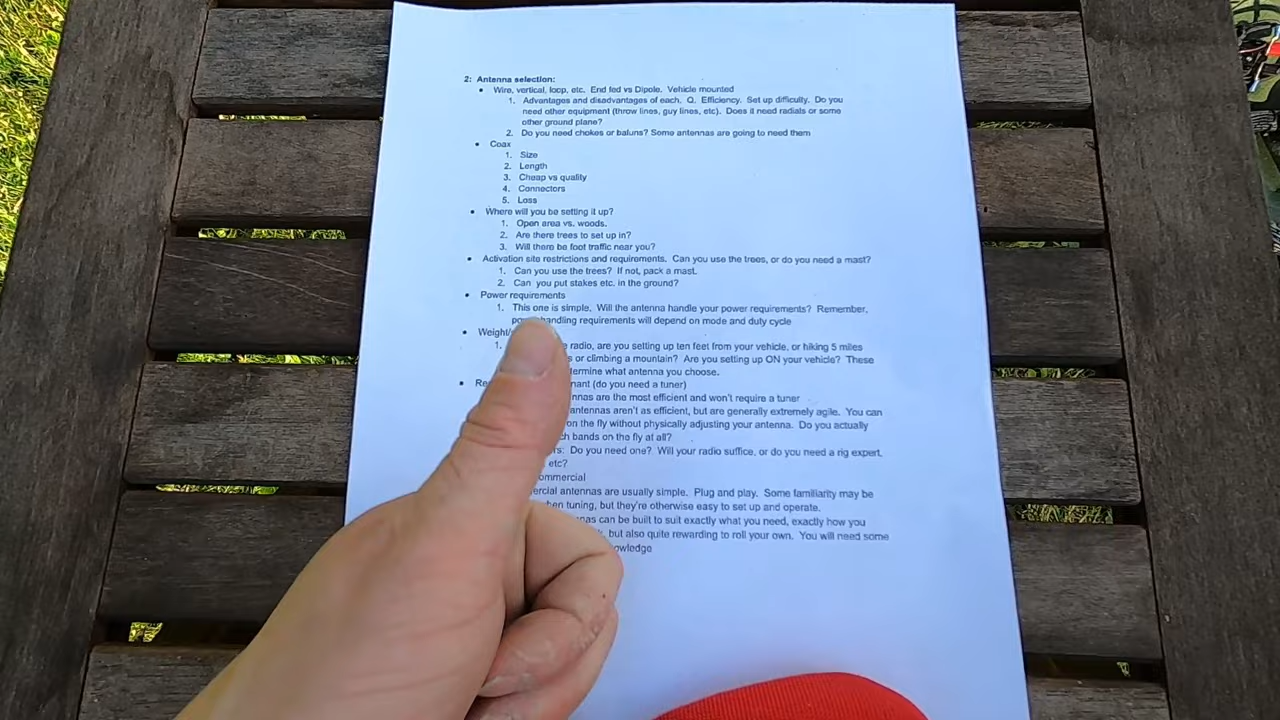 2: Antenna selection:
• Wire, vertical, loop, etc. End fed vs Dipole. Vehicle mounted
1. Advantages and disadvantages of each. Q. Efficiency. Set up difficulty. Do you
need other equipment (throw lines, guy lines, etc). Does it need radials or some
other ground plane?
2. Do you need chokes or baluns? Some antennas are going to need them
• Coax
1. Size
2. Length
3. Cheap vs quality
4. Connectors
5. Loss
• Where will you be setting it up?
1. Open area vs. woods.
2. Are there trees to set up in?
3. Will there be foot traffic near you?
• Activation site restrictions and requirements. Can you use the trees, or do you need a mast?
1. Can you use the trees? If not, pack a mast.
2. Can you put stakes etc. in the ground?
• Power requirements
1. This one is simple. Will the antenna handle your power requirements? Remember,
handling requirements will depend on mode and duty cycle
• Weight/
1. radio, are you setting up ten feet from your vehicle, or hiking 5 miles
or climbing a mountain? Are you setting up ON your vehicle? These
what antenna you choose.
• (do you need a tuner)
are the most efficient and won't require a tuner
antennas aren't as efficient, but are generally extremely agile. You can
on the fly without physically adjusting your antenna. Do you actually
bands on the fly at all?
Do you need one? Will your radio suffice, or do you need a rig expert,
etc?
antennas are usually simple. Plug and play. Some familiarity may be
tuning, but they're otherwise easy to set up and operate.
can be built to suit exactly what you need, exactly how you
but also quite rewarding to roll your own. You will need some